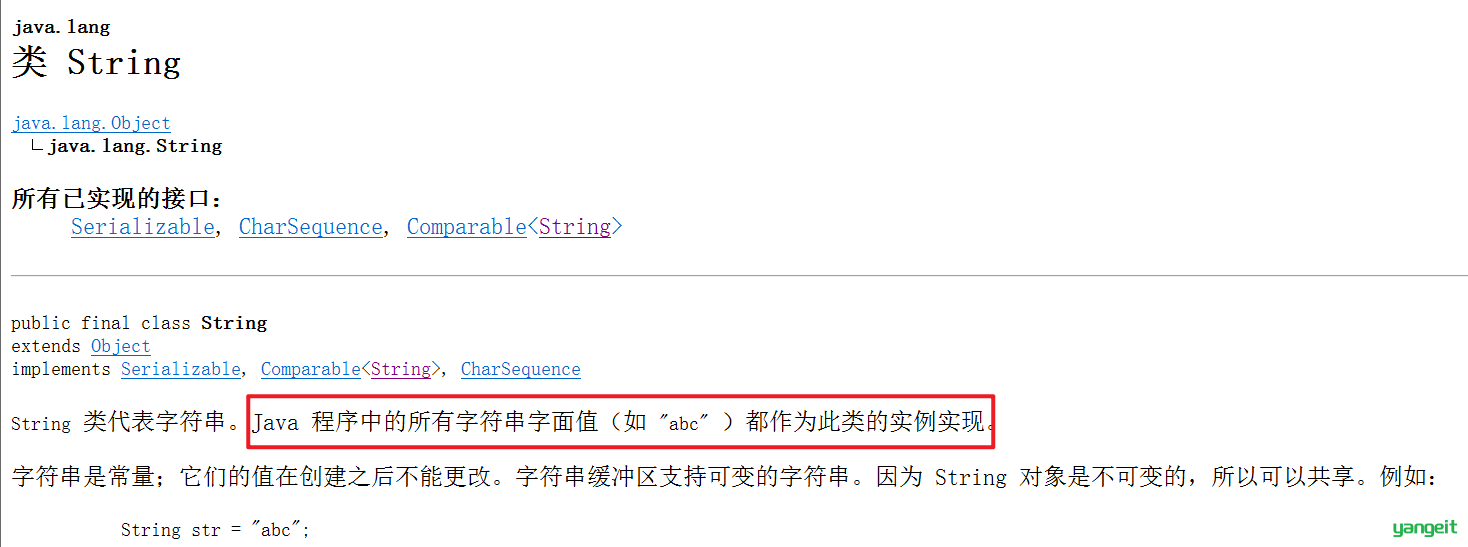 java.lang
类 String
java.lang.Object
java.lang.String
所有已实现的接口：
Serializable, CharSequence, Comparable<String>
public final class String
extends Object
implements Serializable, Comparable<String>, CharSequence
String 类代表字符串。Java 程序中的所有字符串字面值（如 "abc" ）都作为此类的实例实现。
字符串是常量；它们的值在创建之后不能更改。字符串缓冲区支持可变的字符串。因为 String 对象是不可变的，所以可以共享。例如：
String str = "abc";
yangeit